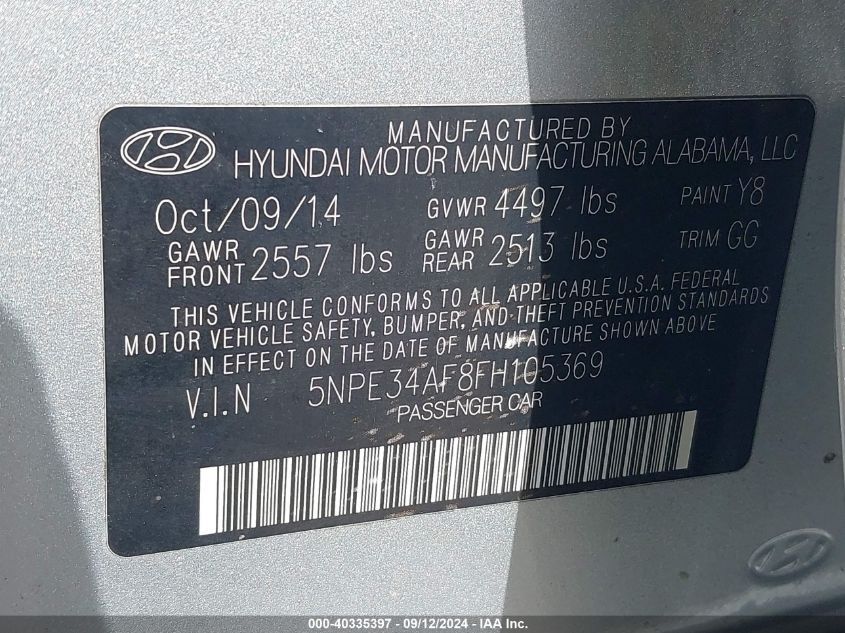 MANUFACTURED BY
HYUNDAI MOTOR MANUFACTURING ALABAMA, LLC
Oct/09/14 GVWR 4497 lbs PAINT Y8
GAWR FRONT 2557 lbs GAWR REAR 2513 lbs TRIM GG
THIS VEHICLE CONFORMS TO ALL APPLICABLE U.S.A. FEDERAL
MOTOR VEHICLE SAFETY, BUMPER, AND THEFT PREVENTION STANDARDS
IN EFFECT ON THE DATE OF MANUFACTURE SHOWN ABOVE
V.I.N 5NPE34AF8FH105369
PASSENGER CAR
000-40335397 - 09/12/2024 - IAA Inc.